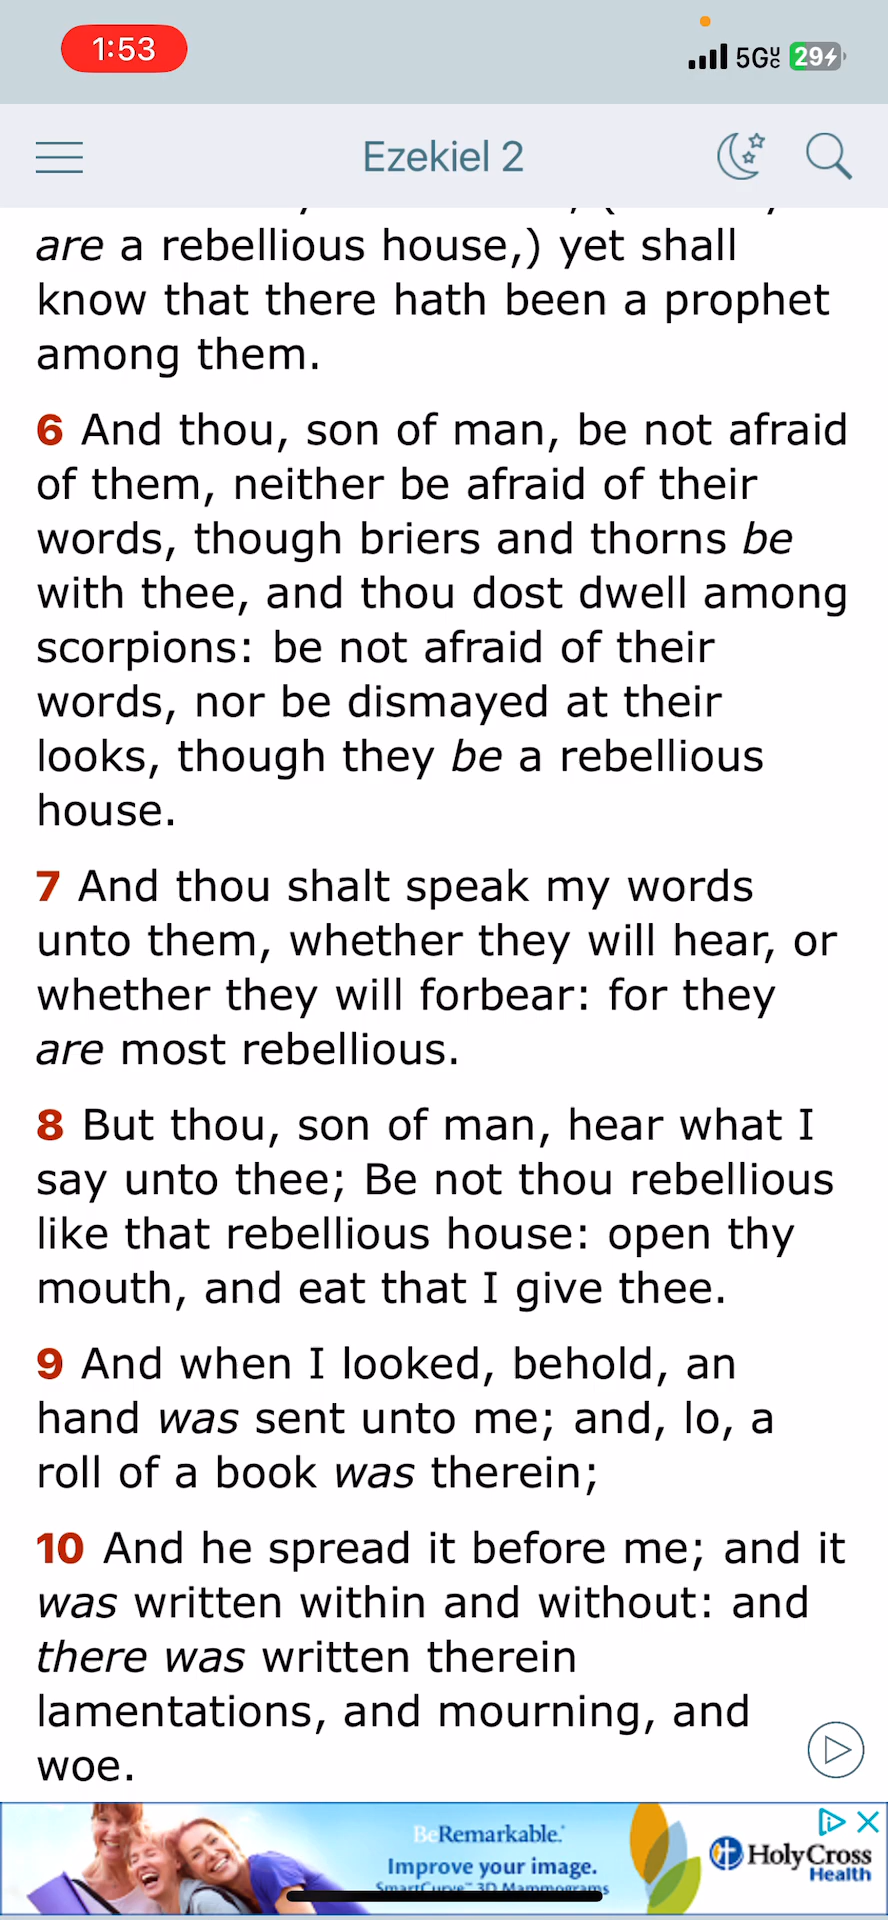 1:53
5G
29
Ezekiel 2
are a rebellious house,) yet shall
know that there hath been a prophet
among them.
6 And thou, son of man, be not afraid
of them, neither be afraid of their
words, though briers and thorns be
with thee, and thou dost dwell among
scorpions: be not afraid of their
words, nor be dismayed at their
looks, though they be a rebellious
house.
7 And thou shalt speak my words
unto them, whether they will hear, or
whether they will forbear: for they
are most rebellious.
8 But thou, son of man, hear what I
say unto thee; Be not thou rebellious
like that rebellious house: open thy
mouth, and eat that I give thee.
9 And when I looked, behold, an
hand was sent unto me; and, lo, a
roll of a book was therein;
10 And he spread it before me; and it
was written within and without: and
there was written therein
lamentations, and mourning, and
woe.
BeRemarkable.
Improve your image.
SmartCurve™ 3D Mammograms
HolyCross
Health